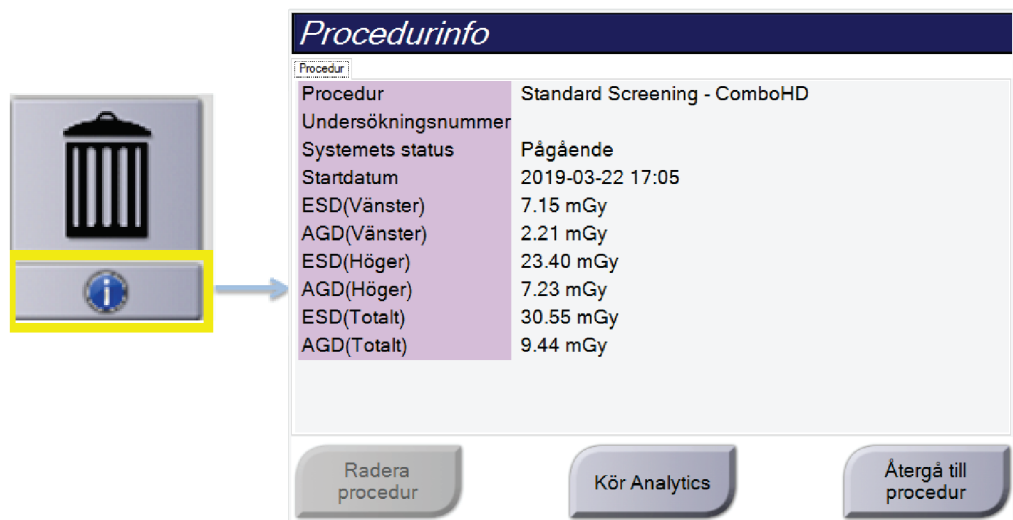 Procedurinfo
Procedur
Procedur Standard Screening - ComboHD
Undersökningsnummer
Systemets status Pågående
Startdatum 2019-03-22 17:05
ESD(Vänster) 7.15 mGy
AGD(Vänster) 2.21 mGy
ESD(Höger) 23.40 mGy
AGD(Höger) 7.23 mGy
ESD(Totalt) 30.55 mGy
AGD(Totalt) 9.44 mGy
Radera
procedur
Kör Analytics
Återgå till
procedur